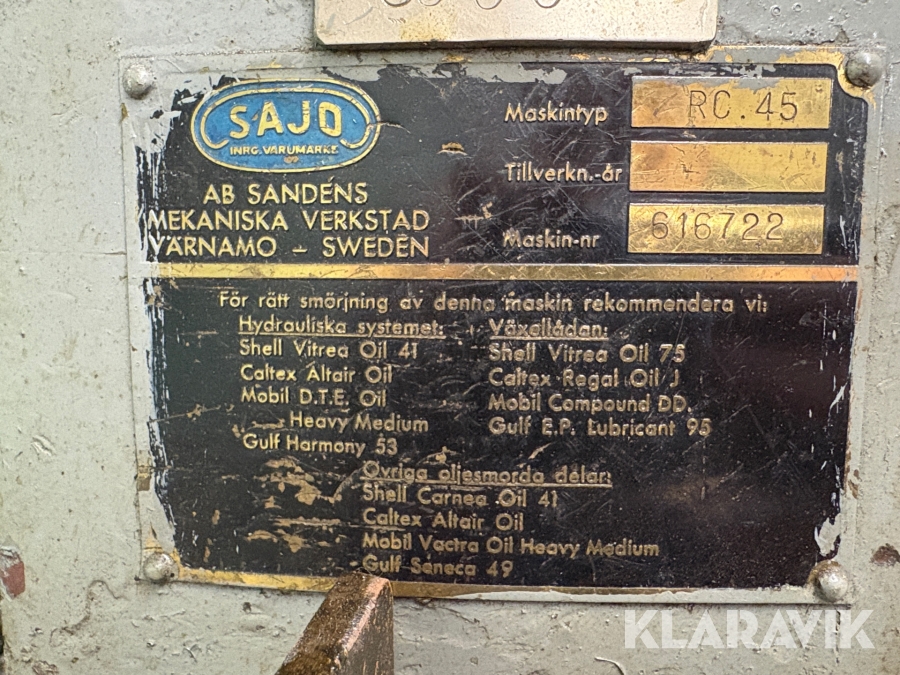 SAJO
INRG. VARUMÄRKE
AB SANDÉNS
MEKANISKA VERKSTAD
VÄRNAMO – SWEDEN
Maskintyp RC.45
Tillverkn.-år
Maskin-nr 616722
För rätt smörjning av denna maskin rekommendera vi:
Hydrauliska systemet:
Shell Vitrea Oil 41
Caltex Altair Oil
Mobil D.T.E. Oil
Heavy Medium
Gulf Harmony 53
Växellådan:
Shell Vitrea Oil 75
Caltex Regal Oil J
Mobil Compound DD.
Gulf E.P. Lubricant 95
Övriga oljesmorda delar:
Shell Carnea Oil 41
Caltex Altair Oil
Mobil Vactra Oil Heavy Medium
Gulf Seneca 49
KLARAVIK